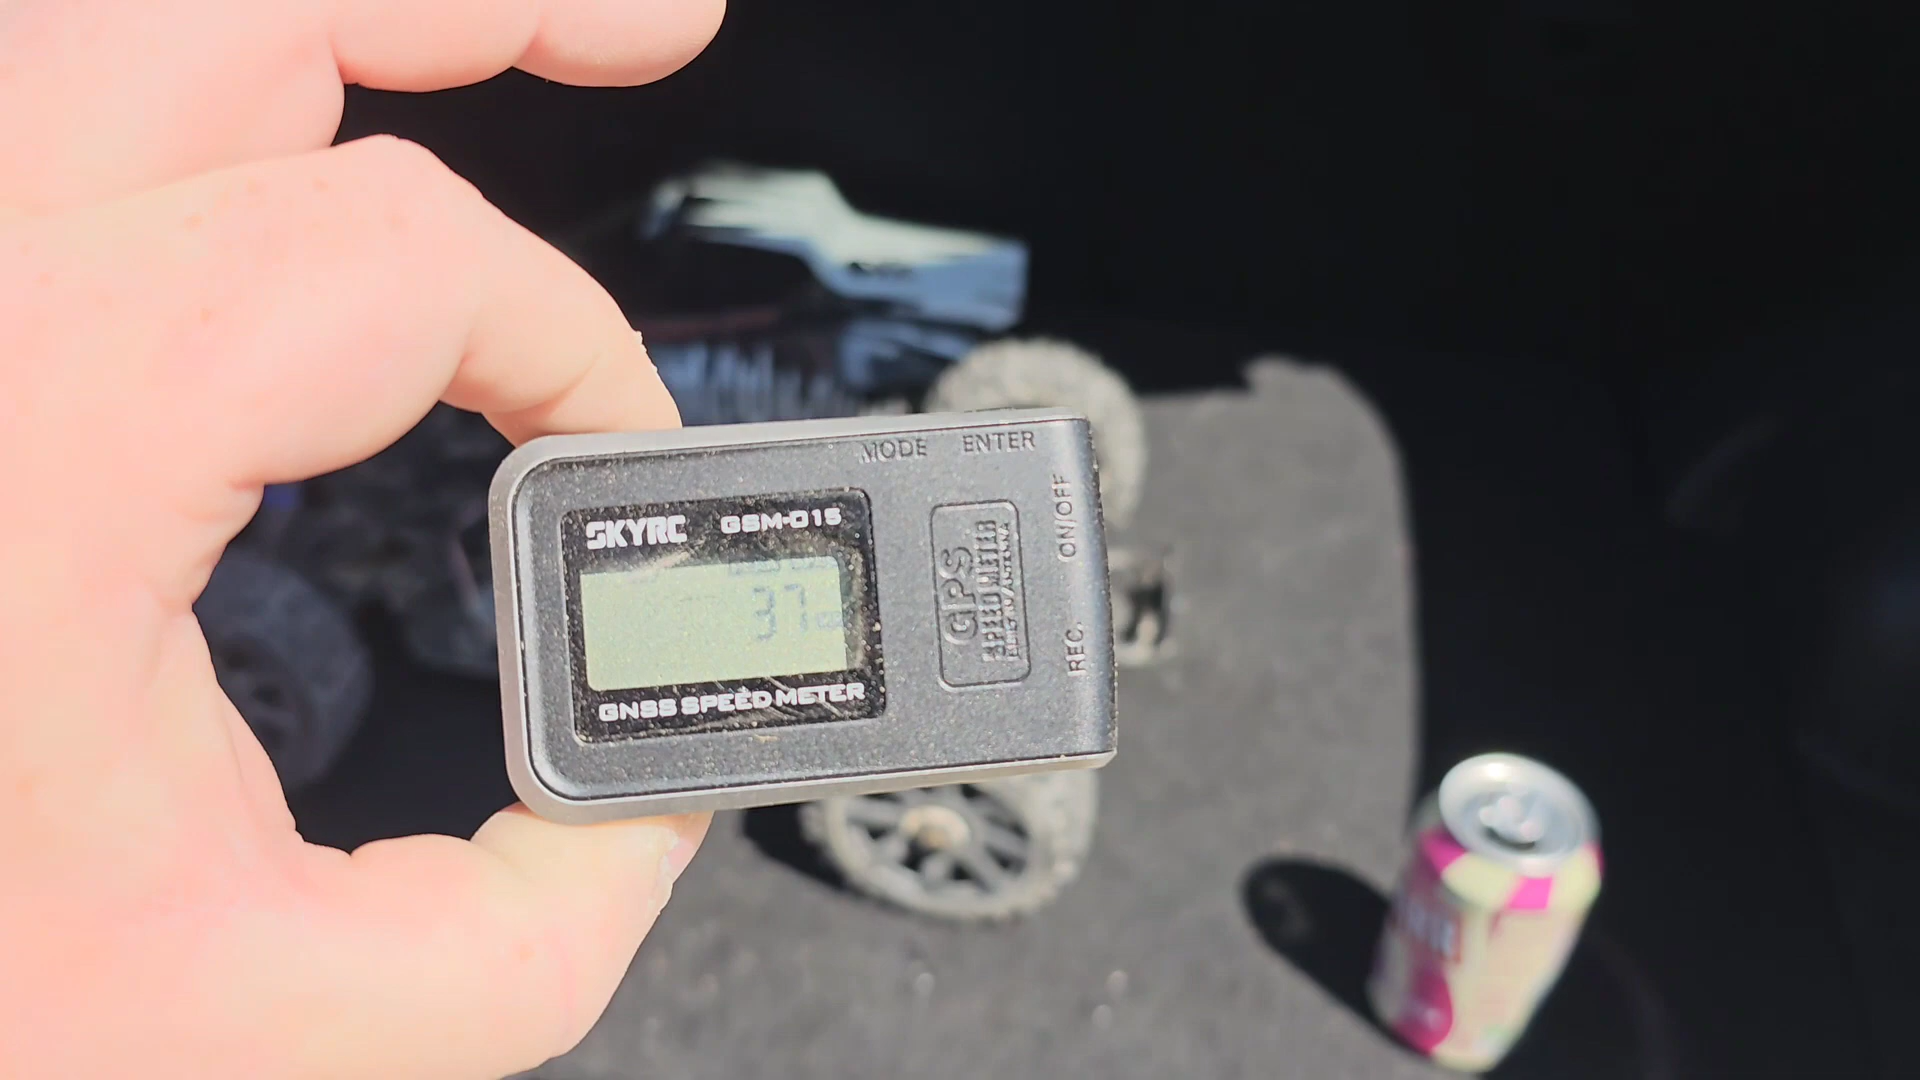 MODE ENTER
ON/OFF
REC.
SKYRC GSM-015
37
GNSS SPEED METER
GPS
SPEED METER